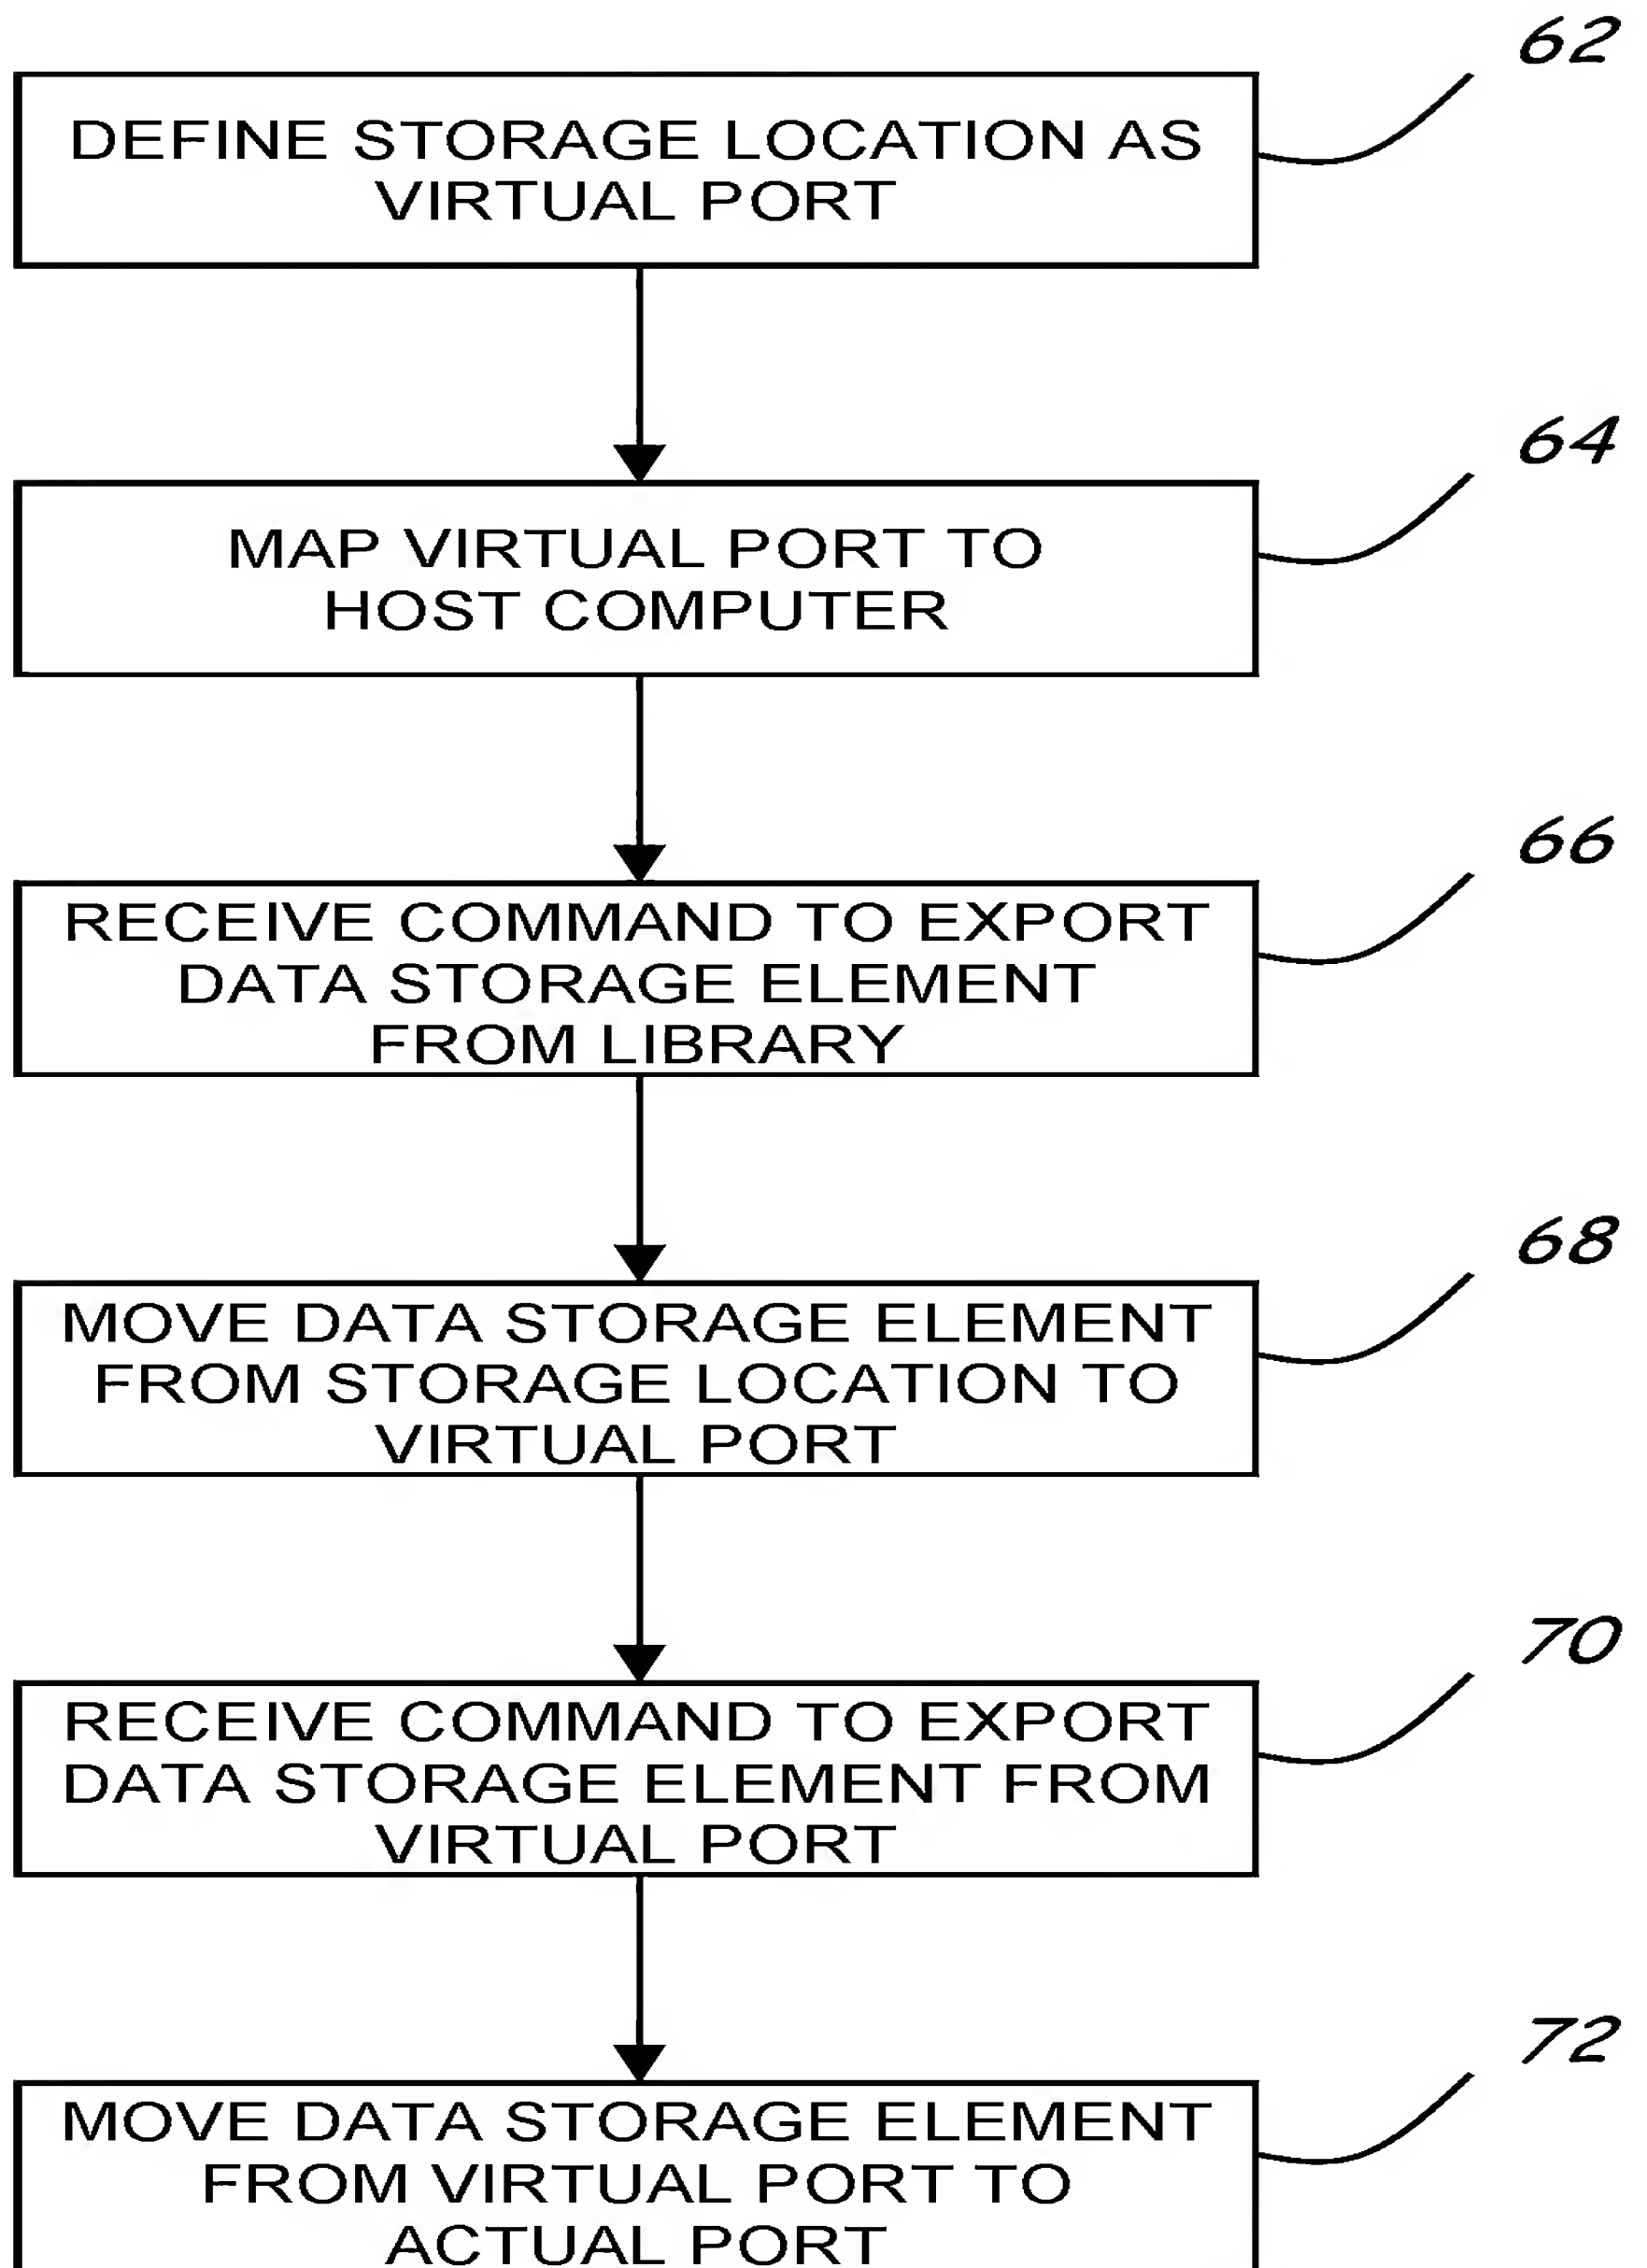 62
DEFINE STORAGE LOCATION AS
VIRTUAL PORT
64
MAP VIRTUAL PORT TO
HOST COMPUTER
66
RECEIVE COMMAND TO EXPORT
DATA STORAGE ELEMENT
FROM LIBRARY
68
MOVE DATA STORAGE ELEMENT
FROM STORAGE LOCATION TO
VIRTUAL PORT
70
RECEIVE COMMAND TO EXPORT
DATA STORAGE ELEMENT FROM
VIRTUAL PORT
72
MOVE DATA STORAGE ELEMENT
FROM VIRTUAL PORT TO
ACTUAL PORT